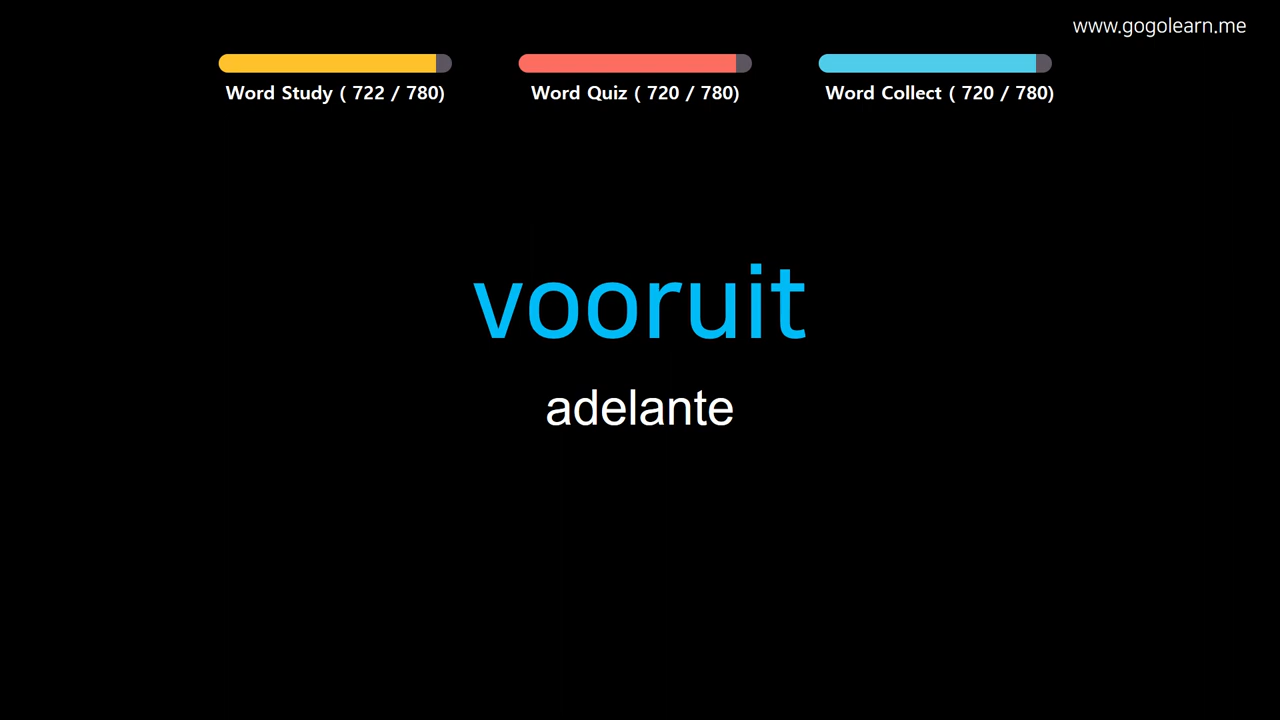 www.gogolearn.me
Word Study ( 722 / 780)
Word Quiz ( 720 / 780)
Word Collect ( 720 / 780)
vooruit
adelante